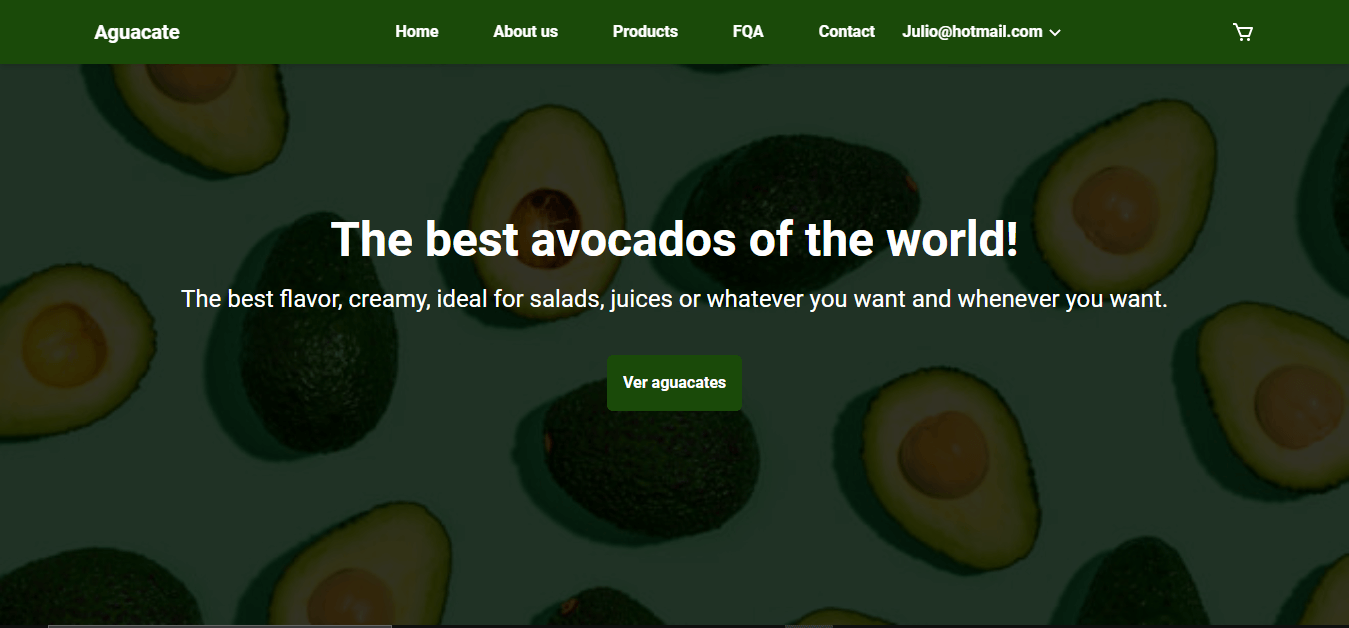 Aguacate Home About us Products FQA Contact Julio@hotmail.com
The best avocados of the world!
The best flavor, creamy, ideal for salads, juices or whatever you want and whenever you want.
Ver aguacates